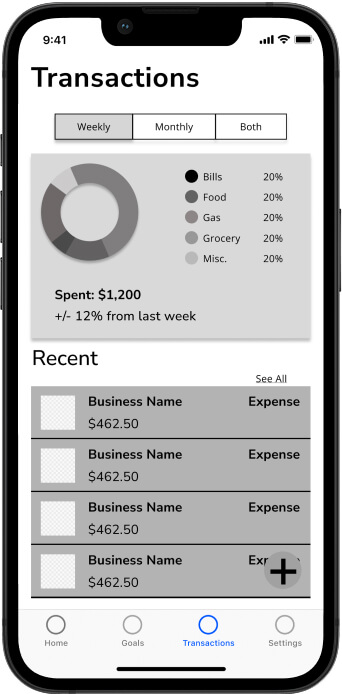 9:41
Transactions
Weekly Monthly Both
Bills 20%
Food 20%
Gas 20%
Grocery 20%
Misc. 20%
Spent: $1,200
+/- 12% from last week
Recent
See All
Business Name Expense
$462.50
Business Name Expense
$462.50
Business Name Expense
$462.50
Business Name
$462.50
Home Goals Transactions Settings